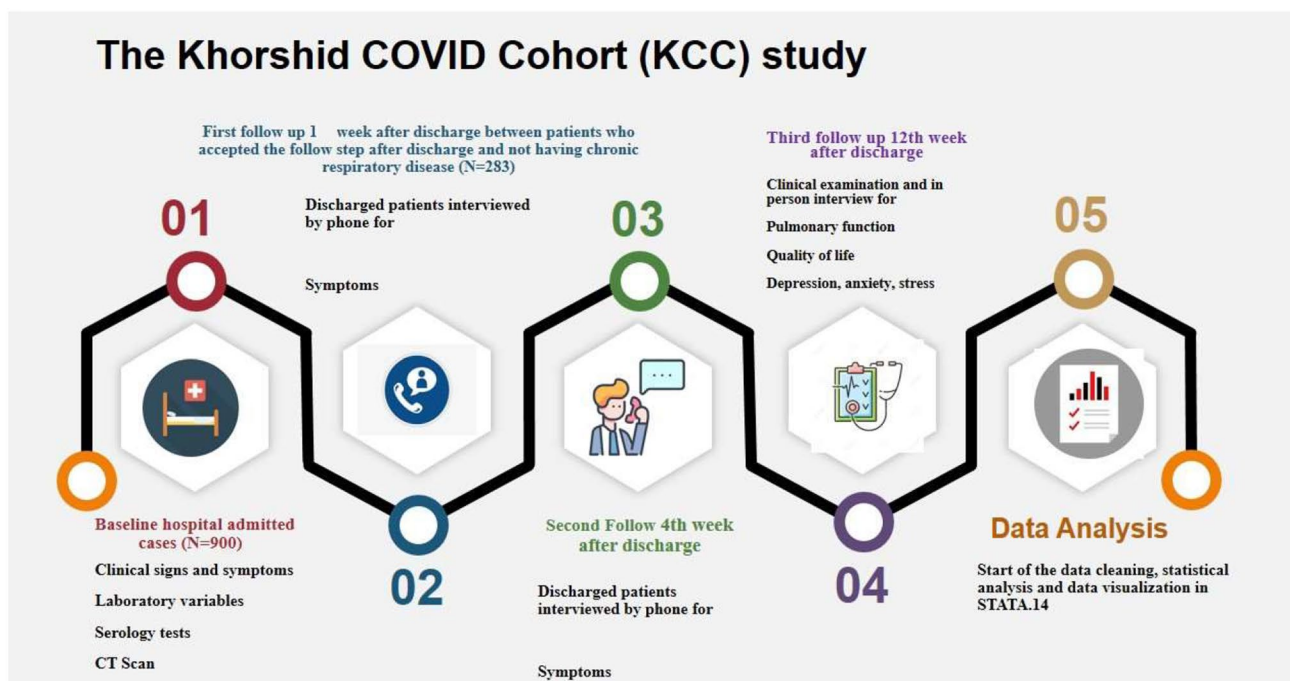 The Khorshid COVID Cohort (KCC) study
01
Baseline hospital admitted
cases (N=900)
Clinical signs and symptoms
Laboratory variables
Serology tests
CT Scan
First follow up 1 week after discharge between patients who
accepted the follow step after discharge and not having chronic
respiratory disease (N=283)
Discharged patients interviewed
by phone for
Symptoms
02
03
Second Follow 4th week
after discharge
Discharged patients
interviewed by phone for
Symptoms
Third follow up 12th week
after discharge
Clinical examination and in
person interview for
Pulmonary function
Quality of life
Depression, anxiety, stress
04
05
Data Analysis
Start of the data cleaning, statistical
analysis and data visualization in
STATA.14